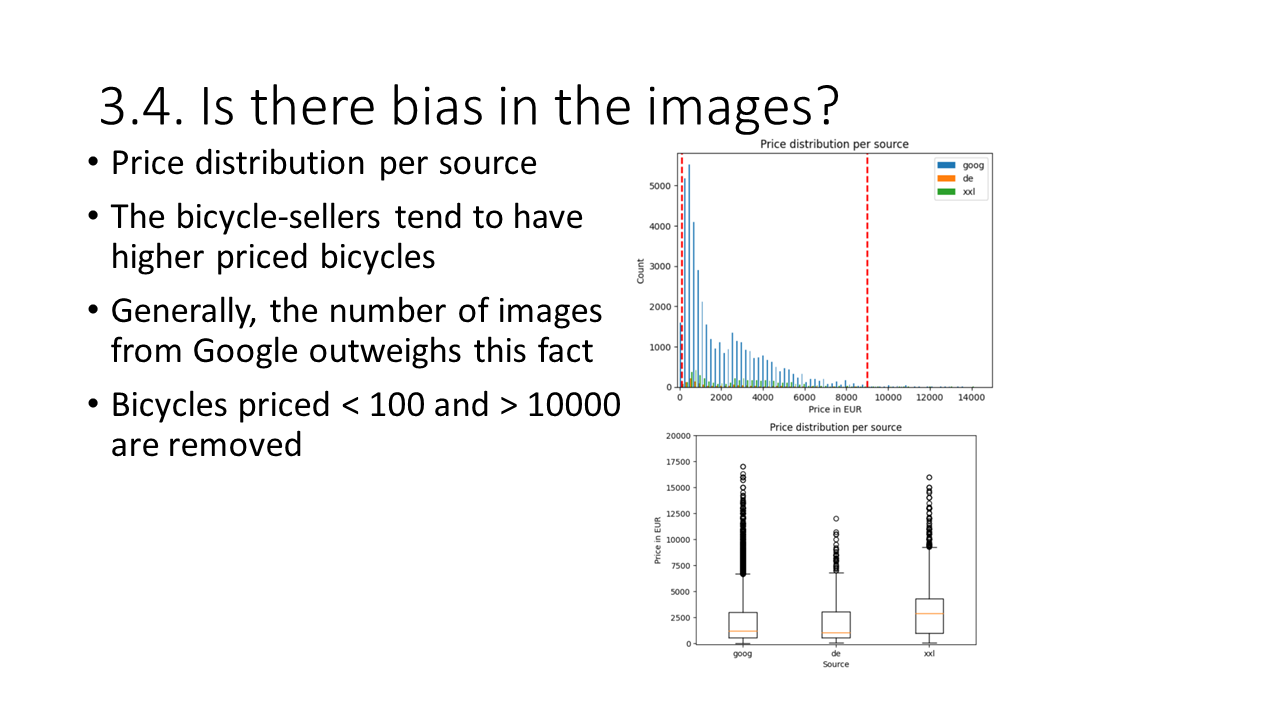 3.4. Is there bias in the images?
• Price distribution per source
• The bicycle-sellers tend to have
higher priced bicycles
• Generally, the number of images
from Google outweighs this fact
• Bicycles priced < 100 and > 10000
are removed
Price distribution per source
goog
de
xxl
Count
5000
4000
3000
2000
1000
0
0 2000 4000 6000 8000 10000 12000 14000
Price in EUR
Price distribution per source
Price in EUR
20000
17500
15000
12500
10000
7500
5000
2500
0
goog de xxl
Source